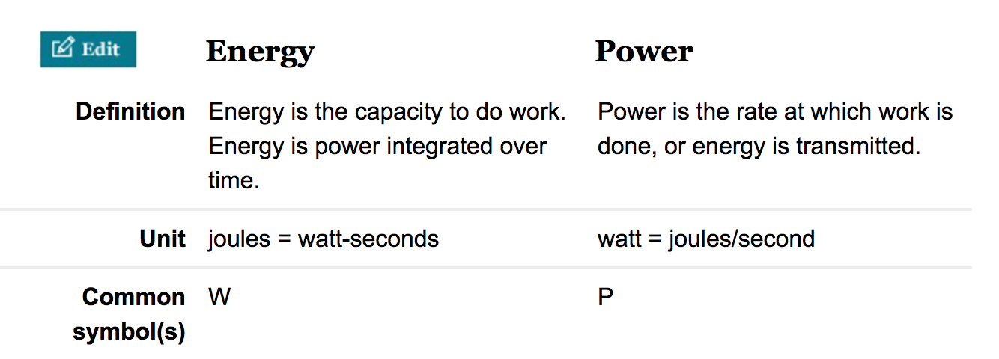 Edit Energy Power
Definition Energy is the capacity to do work. Power is the rate at which work is
Energy is power integrated over done, or energy is transmitted.
time.
Unit joules = watt-seconds watt = joules/second
Common W P
symbol(s)